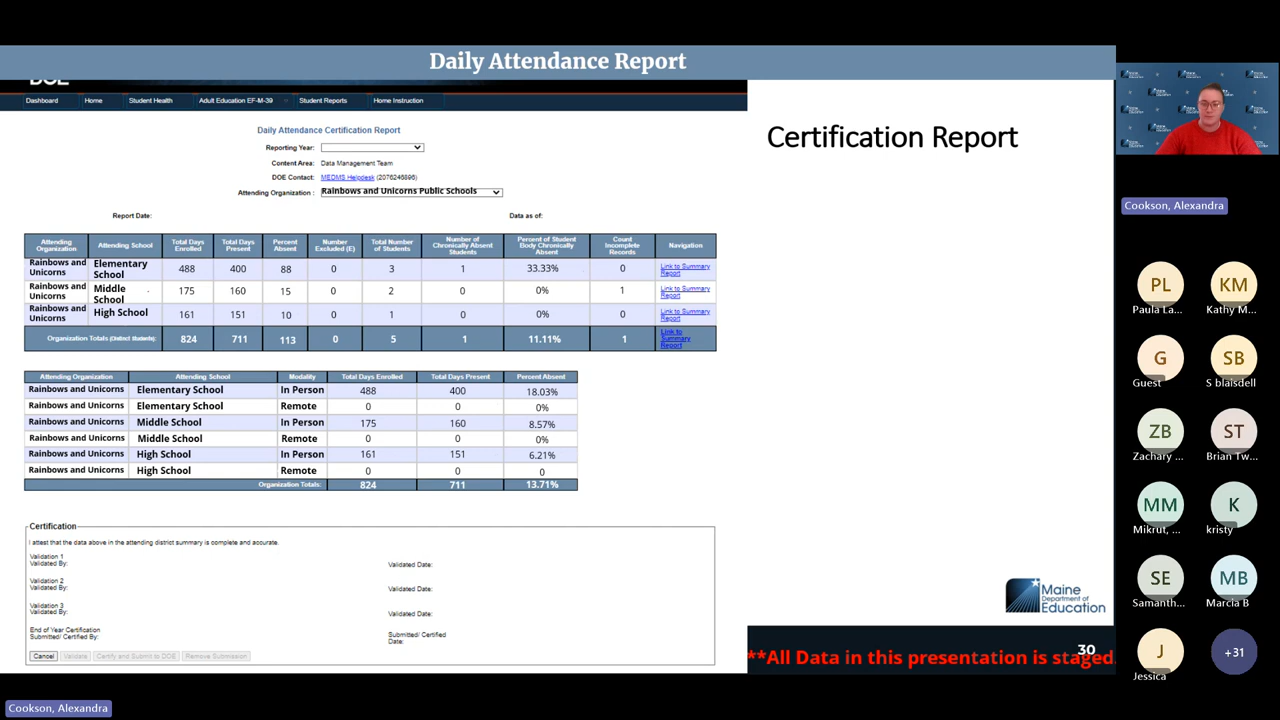 Daily Attendance Report
DOE
Dashboard Home Student Health Adult Education EF-M-39 Student Reports Home Instruction
Daily Attendance Certification Report
Reporting Year:
Content Area: Data Management Team
DOE Contact: MEDMS Helpdesk (2076246896)
Attending Organization : Rainbows and Unicorns Public Schools
Report Date: Data as of:
Attending Organization Attending School Total Days Enrolled Total Days Present Percent Absent Number Excluded (E) Total Number of Students Number of Chronically Absent Students Percent of Student Body Chronically Absent Count Incomplete Records Navigation
Rainbows and Unicorns Elementary School 488 400 88 0 3 1 33.33% 0 Link to Summary Report
Rainbows and Unicorns Middle School 175 160 15 0 2 0 0% 1 Link to Summary Report
Rainbows and Unicorns High School 161 151 10 0 1 0 0% 0 Link to Summary Report
Organization Totals (Distinct Students): 824 711 113 0 5 1 11.11% 1 Link to Summary Report
Attending Organization Attending School Modality Total Days Enrolled Total Days Present Percent Absent
Rainbows and Unicorns Elementary School In Person 488 400 18.03%
Rainbows and Unicorns Elementary School Remote 0 0 0%
Rainbows and Unicorns Middle School In Person 175 160 8.57%
Rainbows and Unicorns Middle School Remote 0 0 0%
Rainbows and Unicorns High School In Person 161 151 6.21%
Rainbows and Unicorns High School Remote 0 0 0
Organization Totals: 824 711 13.71%
Certification
I attest that the data above in the attending district summary is complete and accurate.
Validation 1
Validated By: Validated Date:
Validation 2
Validated By: Validated Date:
Validation 3
Validated By: Validated Date:
End of Year Certification
Submitted/ Certified By: Submitted/ Certified Date:
Cancel Validate Certify and Submit to DOE Remove Submission
Certification Report
Maine
Department of
Education
30
**All Data in this presentation is staged.
Cookson, Alexandra
PL KM
Paula La... Kathy M...
G SB
Guest S blaisdell
ZB ST
Zachary ... Brian Tw...
MM K
Mikrut, ... kristy
SE MB
Samanth... Marcia B
J +31
Jessica
Cookson, Alexandra